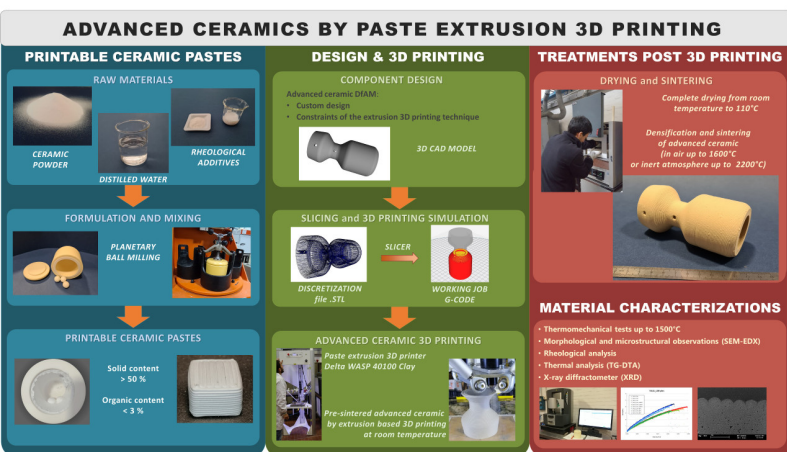 ADVANCED CERAMICS BY PASTE EXTRUSION 3D PRINTING
PRINTABLE CERAMIC PASTES
RAW MATERIALS
CERAMIC
POWDER
DISTILLED WATER
RHEOLOGICAL
ADDITIVES
FORMULATION AND MIXING
PLANETARY
BALL MILLING
PRINTABLE CERAMIC PASTES
Solid content
> 50 %
Organic content
< 3 %
DESIGN & 3D PRINTING
COMPONENT DESIGN
Advanced ceramic DfAM:
• Custom design
• Constraints of the extrusion 3D printing technique
3D CAD MODEL
SLICING and 3D PRINTING SIMULATION
SLICER
DISCRETIZATION
file .STL
WORKING JOB
G-CODE
ADVANCED CERAMIC 3D PRINTING
Paste extrusion 3D printer
Delta WASP 40100 Clay
Pre-sintered advanced ceramic
by extrusion based 3D printing
at room temperature
TREATMENTS POST 3D PRINTING
DRYING and SINTERING
Complete drying from room
temperature to 110°C
Densification and sintering
of advanced ceramic
(in air up to 1600°C
or inert atmosphere up to 2200°C)
MATERIAL CHARACTERIZATIONS
• Thermomechanical tests up to 1500°C
• Morphological and microstructural observations (SEM-EDX)
• Rheological analysis
• Thermal analysis (TG-DTA)
• X-ray diffractometer (XRD)